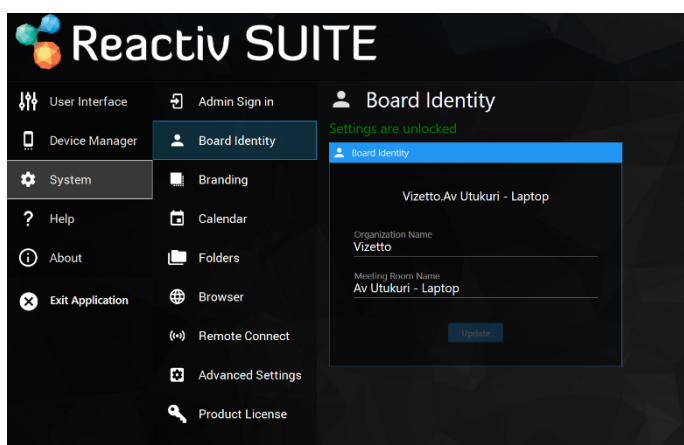 Reactiv SUITE
User Interface
Device Manager
System
Help
About
Exit Application
Admin Sign in
Board Identity
Branding
Calendar
Folders
Browser
Remote Connect
Advanced Settings
Product License
Board Identity
Settings are unlocked
Board Identity
Vizetto.Av Utukuri - Laptop
Organization Name
Vizetto
Meeting Room Name
Av Utukuri - Laptop
Update